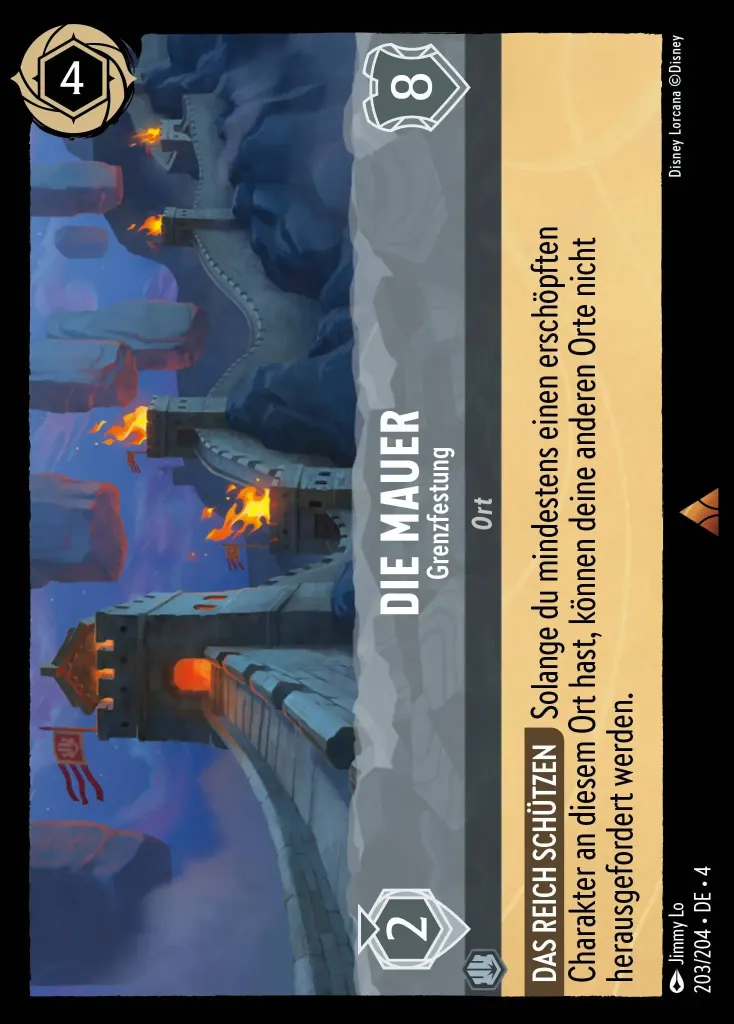 4
DIE MAUER
Grenzfestung
2
8
Ort
DAS REICH SCHÜTZEN Solange du mindestens einen erschöpften
Charakter an diesem Ort hast, können deine anderen Orte nicht
herausgefordert werden.
Jimmy Lo
203/204 • DE • 4
Disney Lorcana ©Disney